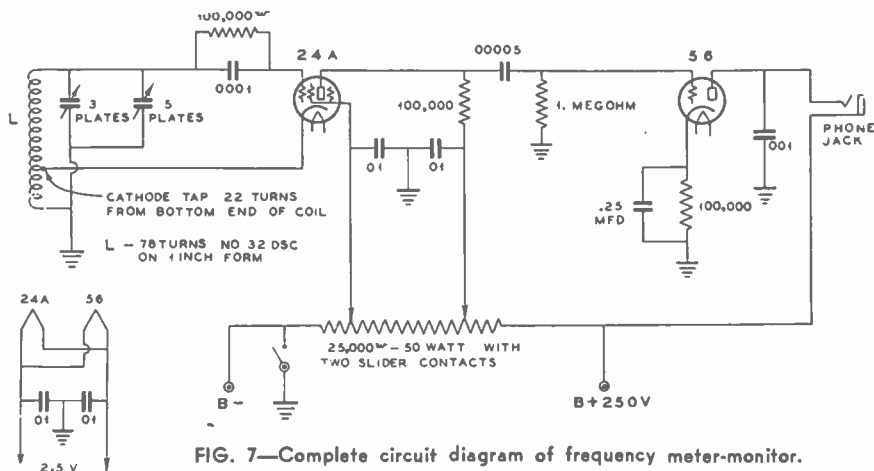 100,000ʷ
24A
00005
56
0001
L
3
PLATES
5
PLATES
100,000
1. MEGOHM
001
PHONE
JACK
01
01
CATHODE TAP 22 TURNS
FROM BOTTOM END OF COIL
.25
MFD
100,000
L – 78 TURNS NO 32 DSC
ON 1 INCH FORM
24A
56
25,000ʷ – 50 WATT WITH
TWO SLIDER CONTACTS
B –
B + 250V
01
01
2.5 V
FIG. 7—Complete circuit diagram of frequency meter-monitor.